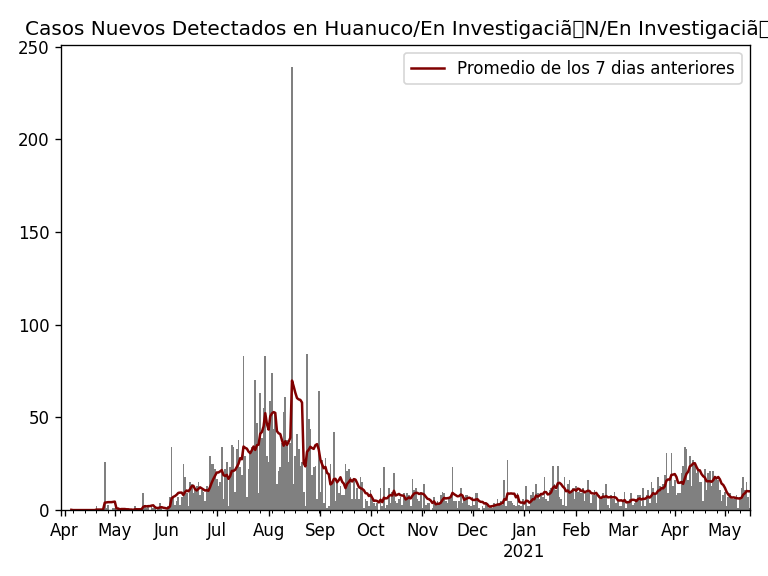 Casos Nuevos Detectados en Huanuco/En Investigaciã▯N/En Investigaciã▯
Promedio de los 7 dias anteriores
250
200
150
100
50
0
Apr May Jun Jul Aug Sep Oct Nov Dec Jan Feb Mar Apr May
2021